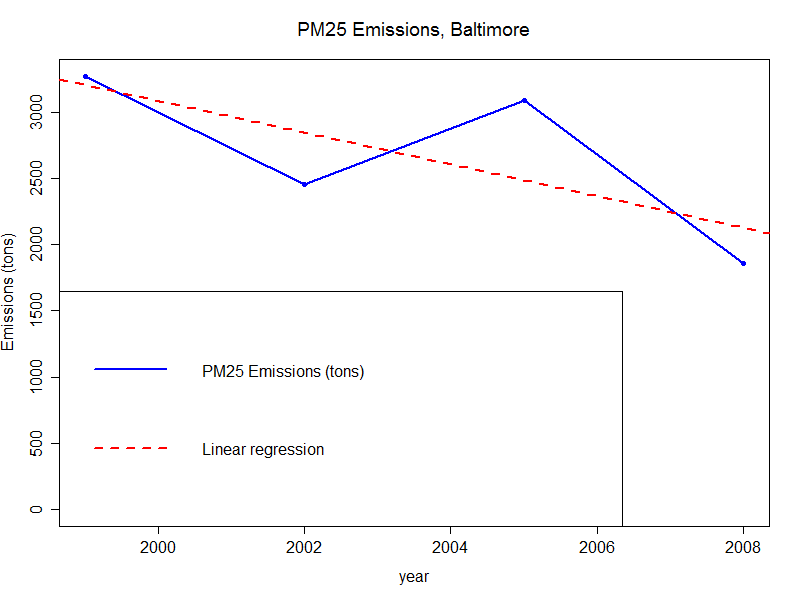 PM25 Emissions, Baltimore
Emissions (tons)
3000
2500
2000
1500
1000
500
0
PM25 Emissions (tons)
Linear regression
2000
2002
2004
2006
2008
year